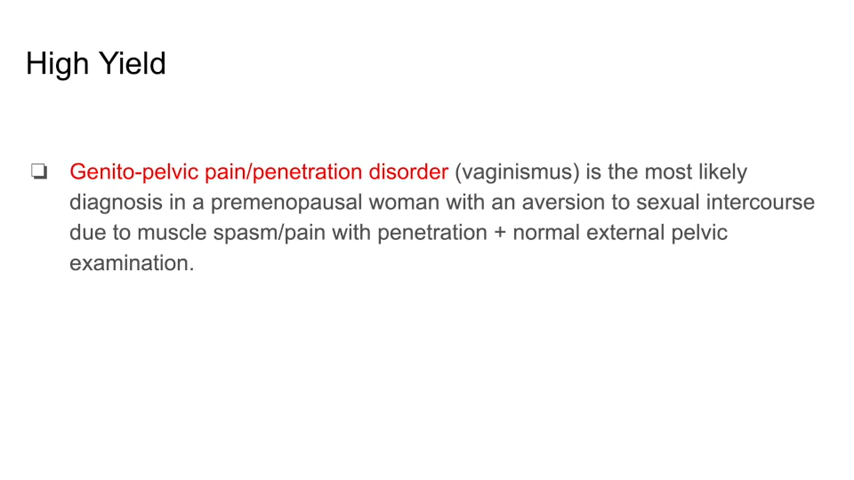 High Yield
❏ Genito-pelvic pain/penetration disorder (vaginismus) is the most likely
diagnosis in a premenopausal woman with an aversion to sexual intercourse
due to muscle spasm/pain with penetration + normal external pelvic
examination.